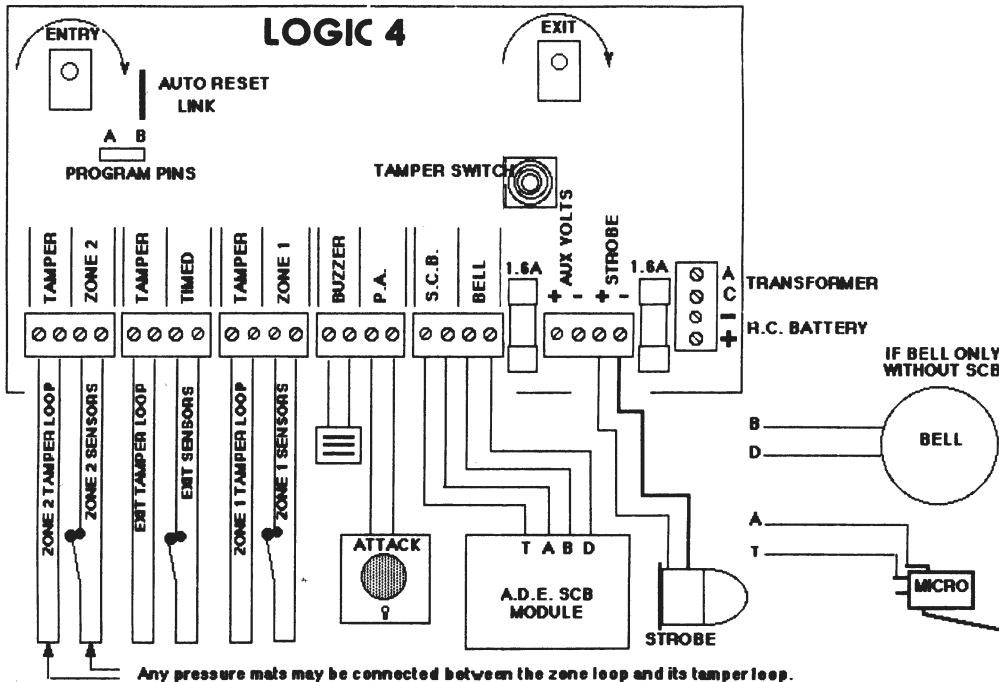 LOGIC 4
ENTRY
EXIT
AUTO RESET
LINK
A B
PROGRAM PINS
TAMPER SWITCH
TAMPER
ZONE 2
TAMPER
TIMED
TAMPER
ZONE 1
BUZZER
P.A.
S.C.B.
BELL
1.6A
AUX VOLTS
+ -
STROBE
+ -
1.6A
A
C
TRANSFORMER
-
+
R.C. BATTERY
ZONE 2 TAMPER LOOP
ZONE 2 SENSORS
EXIT TAMPER LOOP
EXIT SENSORS
ZONE 1 TAMPER LOOP
ZONE 1 SENSORS
ATTACK
T A B D
A.D.E. SCB
MODULE
STROBE
IF BELL ONLY
WITHOUT SCB
B
D
BELL
A
T
MICRO
Any pressure mats may be connected between the zone loop and its tamper loop.